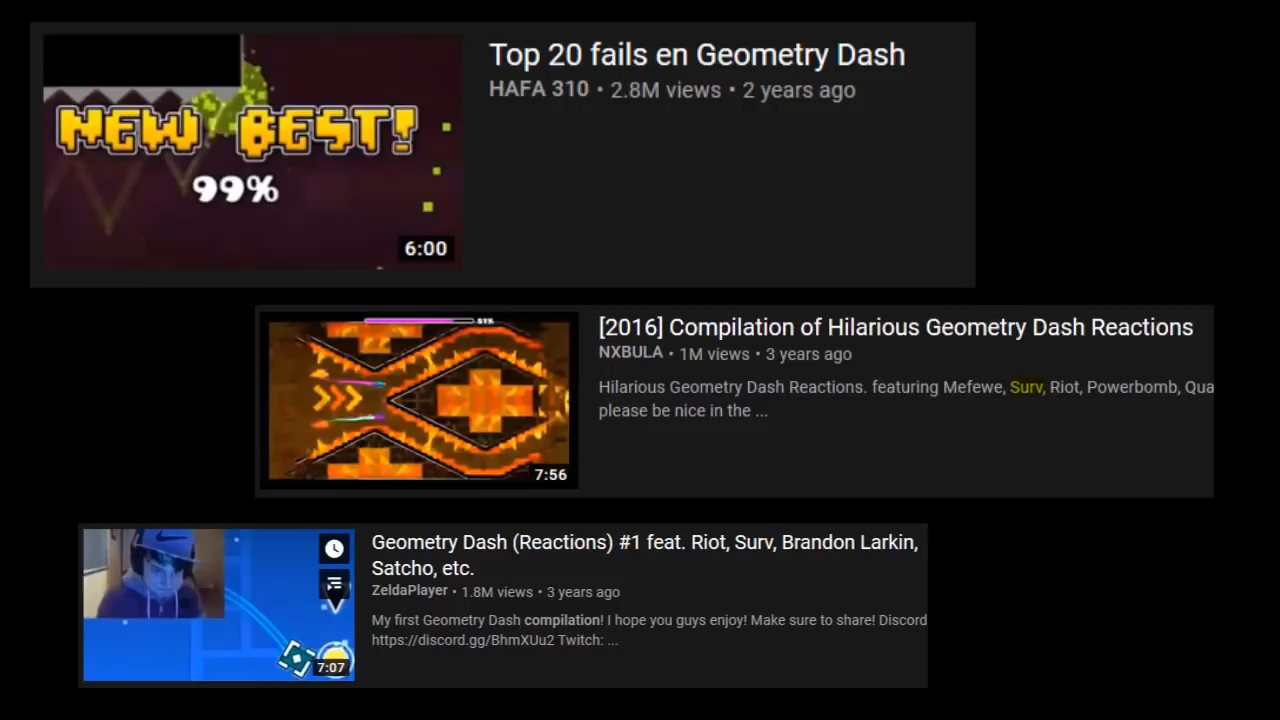 NEW BEST!
99%
6:00
Top 20 fails en Geometry Dash
HAFA 310 • 2.8M views • 2 years ago
7:56
[2016] Compilation of Hilarious Geometry Dash Reactions
NXBULA • 1M views • 3 years ago
Hilarious Geometry Dash Reactions. featuring Mefewe, Surv, Riot, Powerbomb, Qua
please be nice in the ...
7:07
Geometry Dash (Reactions) #1 feat. Riot, Surv, Brandon Larkin,
Satcho, etc.
ZeldaPlayer • 1.8M views • 3 years ago
My first Geometry Dash compilation! I hope you guys enjoy! Make sure to share! Discord
https://discord.gg/BhmXUu2 Twitch: ...